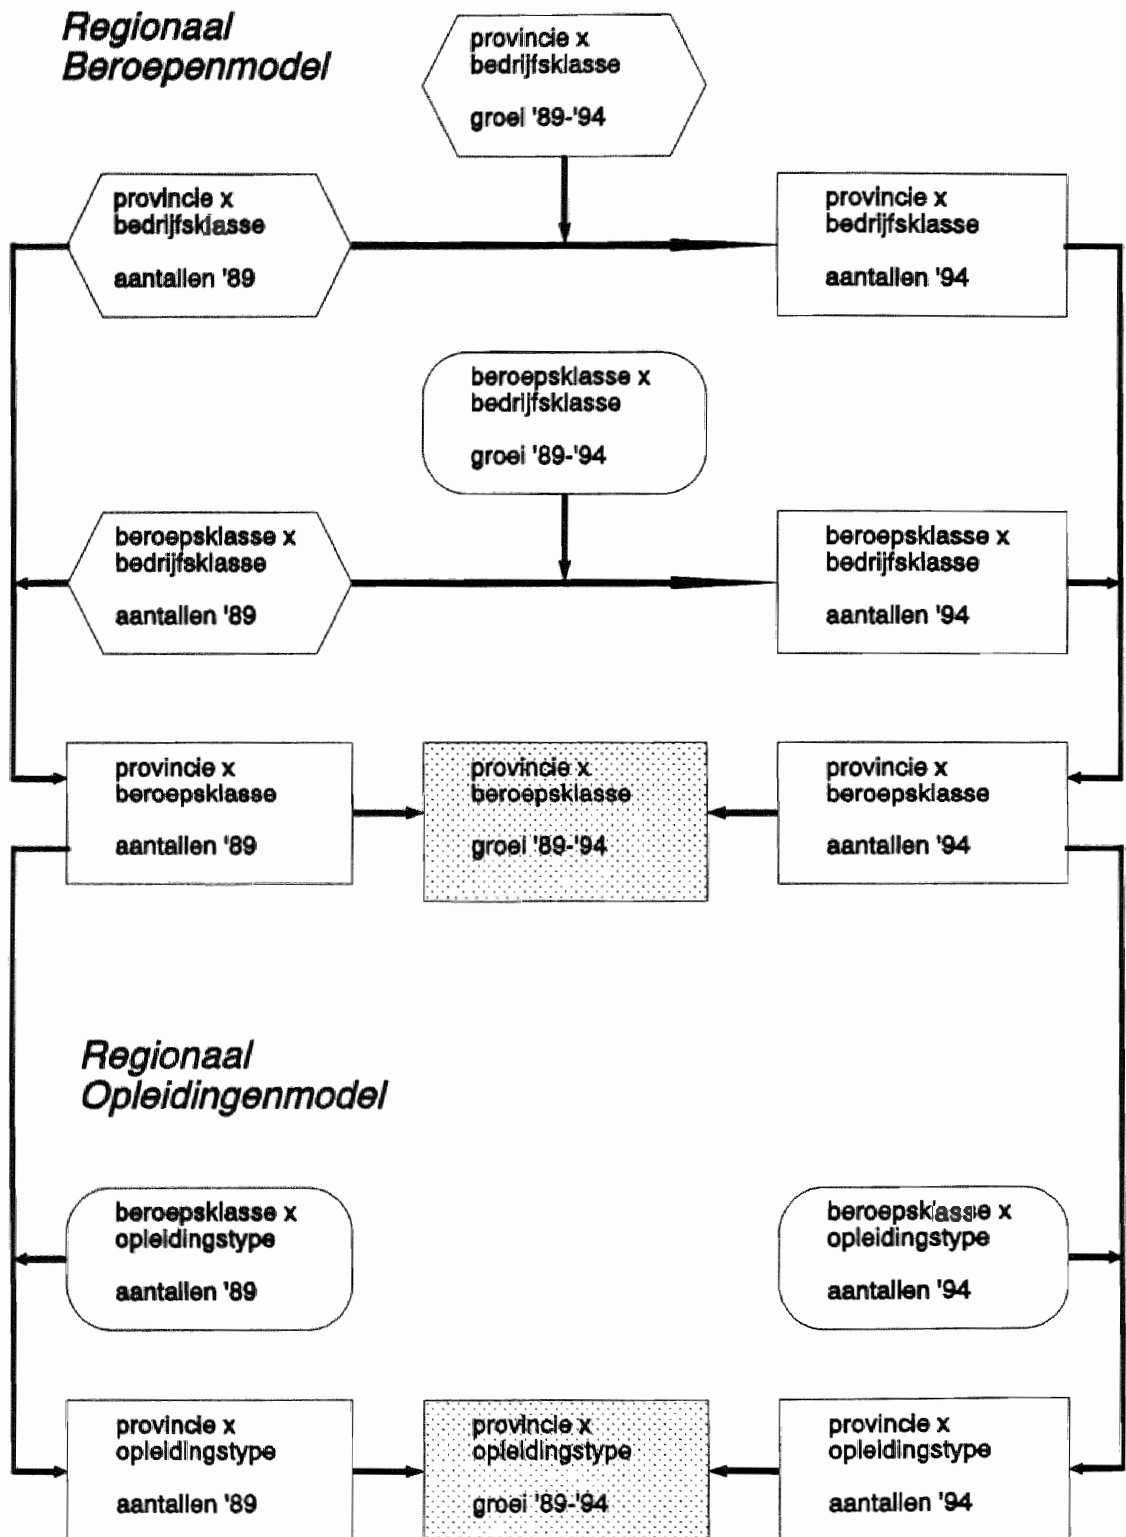 Regionaal
Beroepenmodel
provincie x
bedrijfsklasse
groei '89-'94
provincie x
bedrijfsklasse
aantallen '89
provincie x
bedrijfsklasse
aantallen '94
beroepsklasse x
bedrijfsklasse
groei '89-'94
beroepsklasse x
bedrijfsklasse
aantallen '89
beroepsklasse x
bedrijfsklasse
aantallen '94
provincie x
beroepsklasse
aantallen '89
provincie x
beroepsklasse
groei '89-'94
provincie x
beroepsklasse
aantallen '94
Regionaal
Opleidingenmodel
beroepsklasse x
opleidingstype
aantallen '89
beroepsklasse x
opleidingstype
aantallen '94
provincie x
opleidingstype
aantallen '89
provincie x
opleidingstype
groei '89-'94
provincie x
opleidingstype
aantallen '94